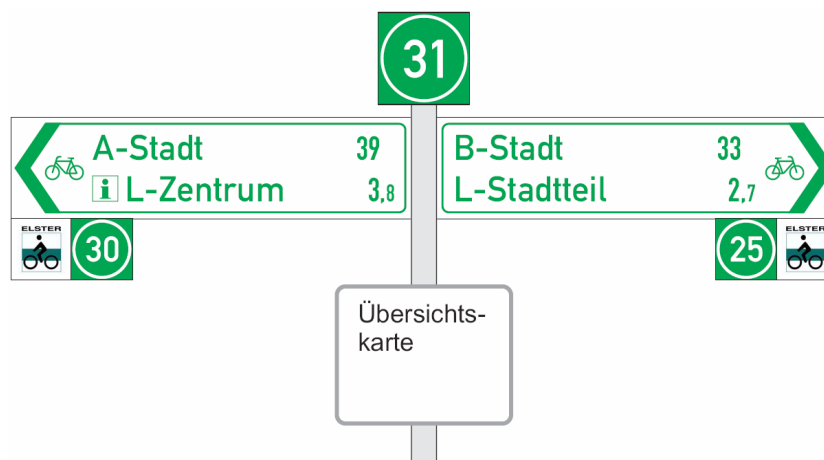 31
A-Stadt 39
i L-Zentrum 3,8
B-Stadt 33
L-Stadtteil 2,7
ELSTER
30
25
ELSTER
Übersichts-
karte